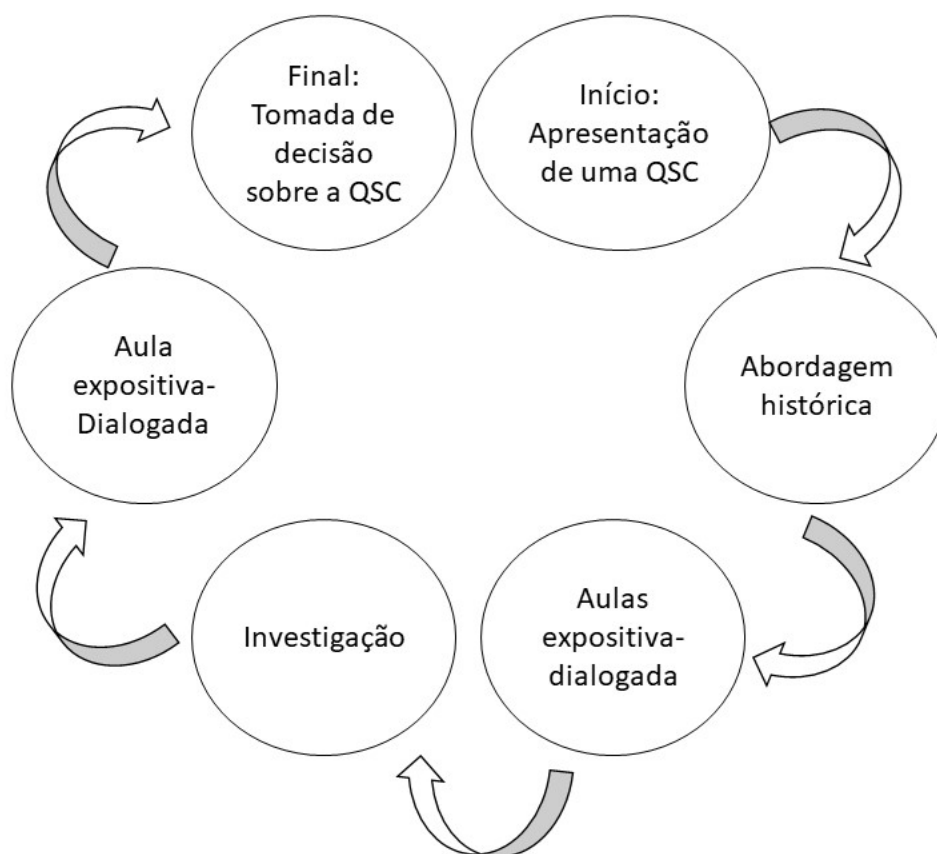 Final:
Tomada de
decisão
sobre a QSC
Início:
Apresentação
de uma QSC
Abordagem
histórica
Aulas
expositiva-
dialogada
Investigação
Aula
expositiva-
Dialogada